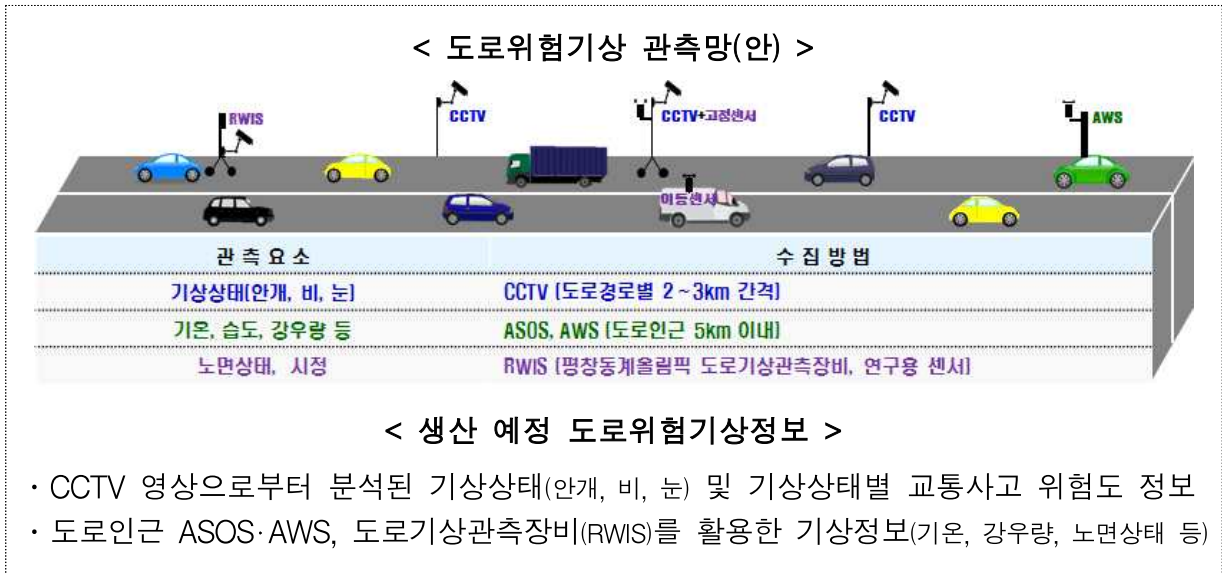 < 도로위험기상 관측망(안) >
RWIS
CCTV
CCTV+고정센서
CCTV
AWS
이동센서
관측요소 수집방법
기상상태(안개, 비, 눈) CCTV (도로경로별 2~3km 간격)
기온, 습도, 강우량 등 ASOS, AWS (도로인근 5km 이내)
노면상태, 시정 RWIS (평창동계올림픽 도로기상관측장비, 연구용 센서)
< 생산 예정 도로위험기상정보 >
· CCTV 영상으로부터 분석된 기상상태(안개, 비, 눈) 및 기상상태별 교통사고 위험도 정보
· 도로인근 ASOS·AWS, 도로기상관측장비(RWIS)를 활용한 기상정보(기온, 강우량, 노면상태 등)